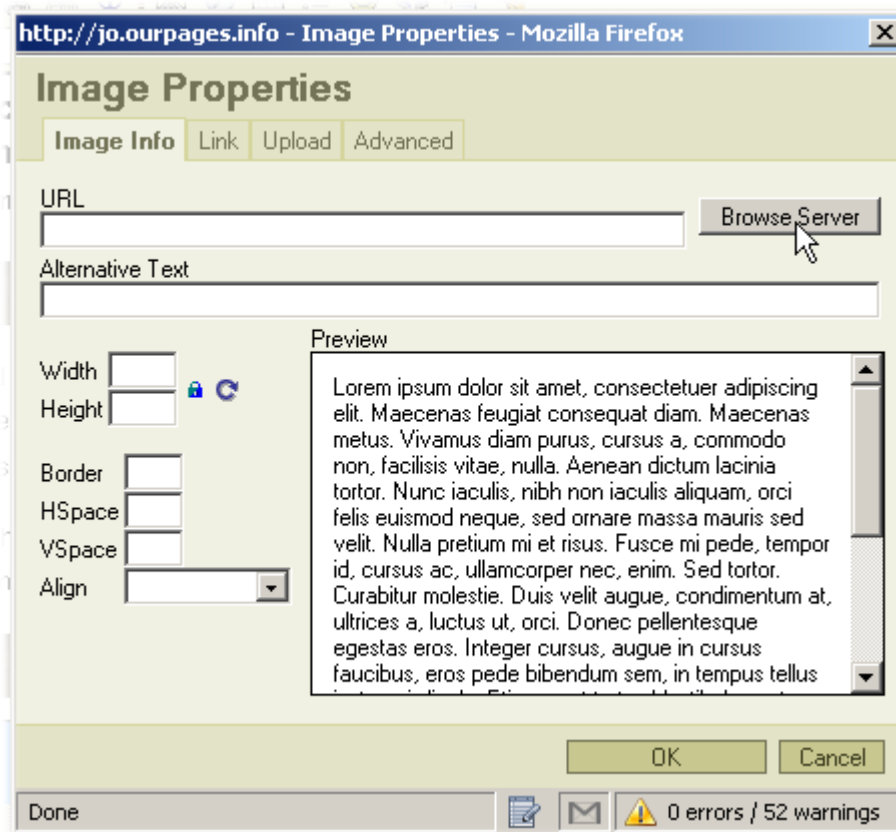 http://jo.ourpages.info - Image Properties - Mozilla Firefox
Image Properties
Image Info Link Upload Advanced
URL
Browse Server
Alternative Text
Width
Height
Border
HSpace
VSpace
Align
Preview
Lorem ipsum dolor sit amet, consectetuer adipiscing
elit. Maecenas feugiat consequat diam. Maecenas
metus. Vivamus diam purus, cursus a, commodo
non, facilisis vitae, nulla. Aenean dictum lacinia
tortor. Nunc iaculis, nibh non iaculis aliquam, orci
felis euismod neque, sed ornare massa mauris sed
velit. Nulla pretium mi et risus. Fusce mi pede, tempor
id, cursus ac, ullamcorper nec, enim. Sed tortor.
Curabitur molestie. Duis velit augue, condimentum at,
ultrices a, luctus ut, orci. Donec pellentesque
egestas eros. Integer cursus, augue in cursus
faucibus, eros pede bibendum sem, in tempus tellus
OK Cancel
Done
0 errors / 52 warnings